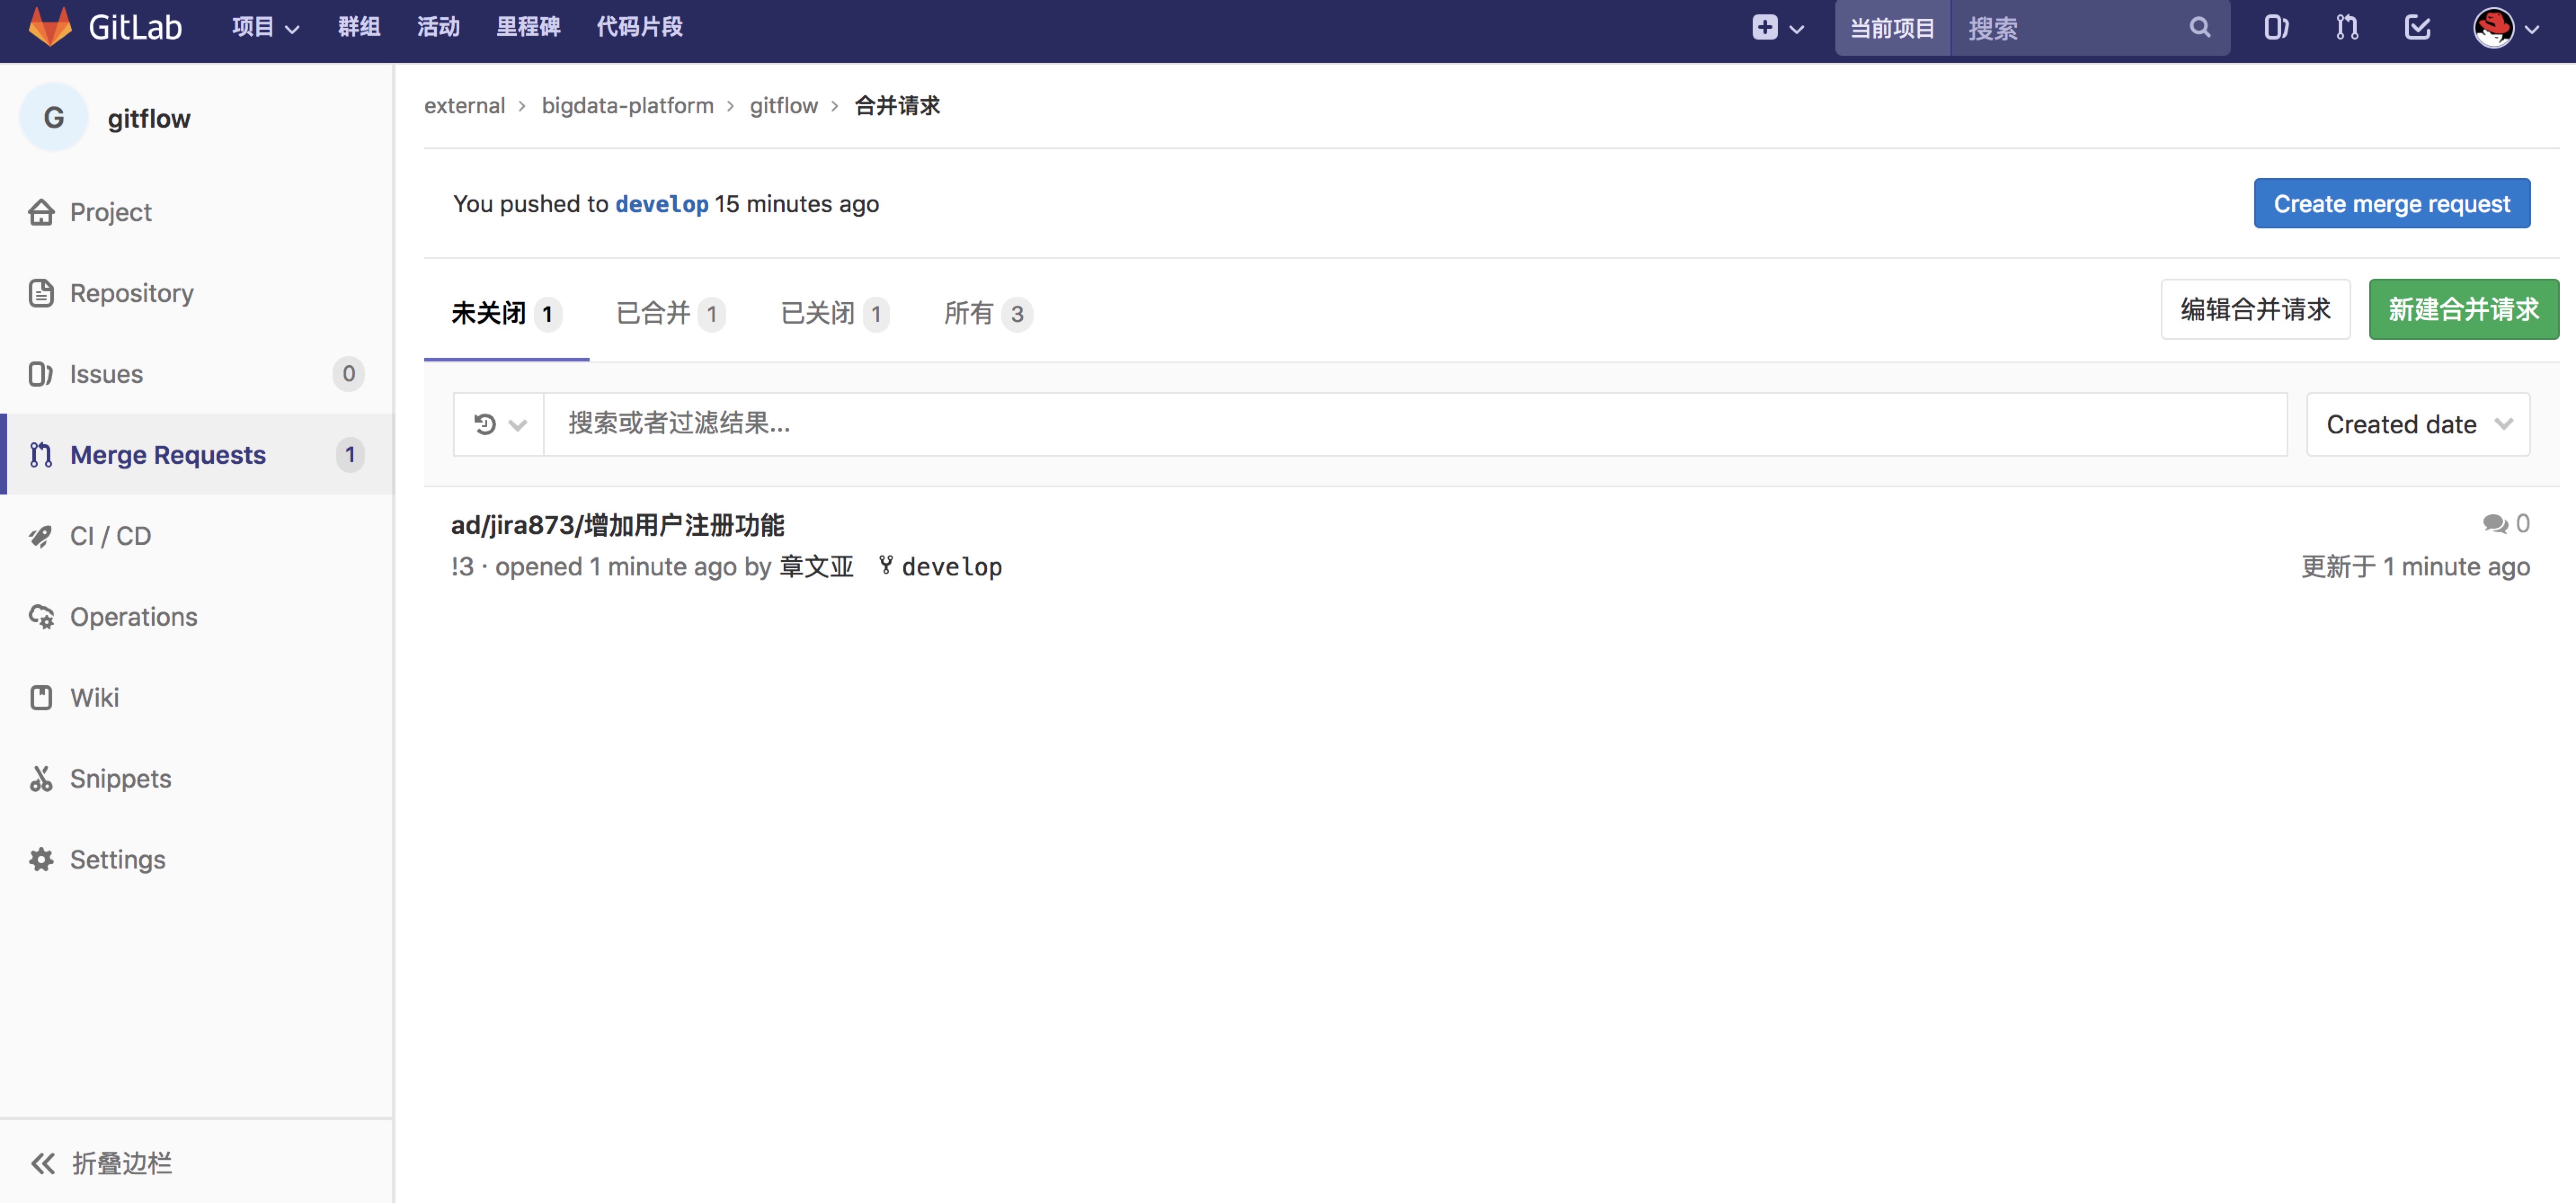 GitLab 项目 群组 活动 里程碑 代码片段 当前项目 搜索
G gitflow
Project
Repository
Issues 0
Merge Requests 1
CI / CD
Operations
Wiki
Snippets
Settings
折叠边栏
external › bigdata-platform › gitflow › 合并请求
You pushed to develop 15 minutes ago Create merge request
未关闭 1 已合并 1 已关闭 1 所有 3 编辑合并请求 新建合并请求
搜索或者过滤结果... Created date
ad/jira873/增加用户注册功能 0
!3 · opened 1 minute ago by 章文亚 develop 更新于 1 minute ago